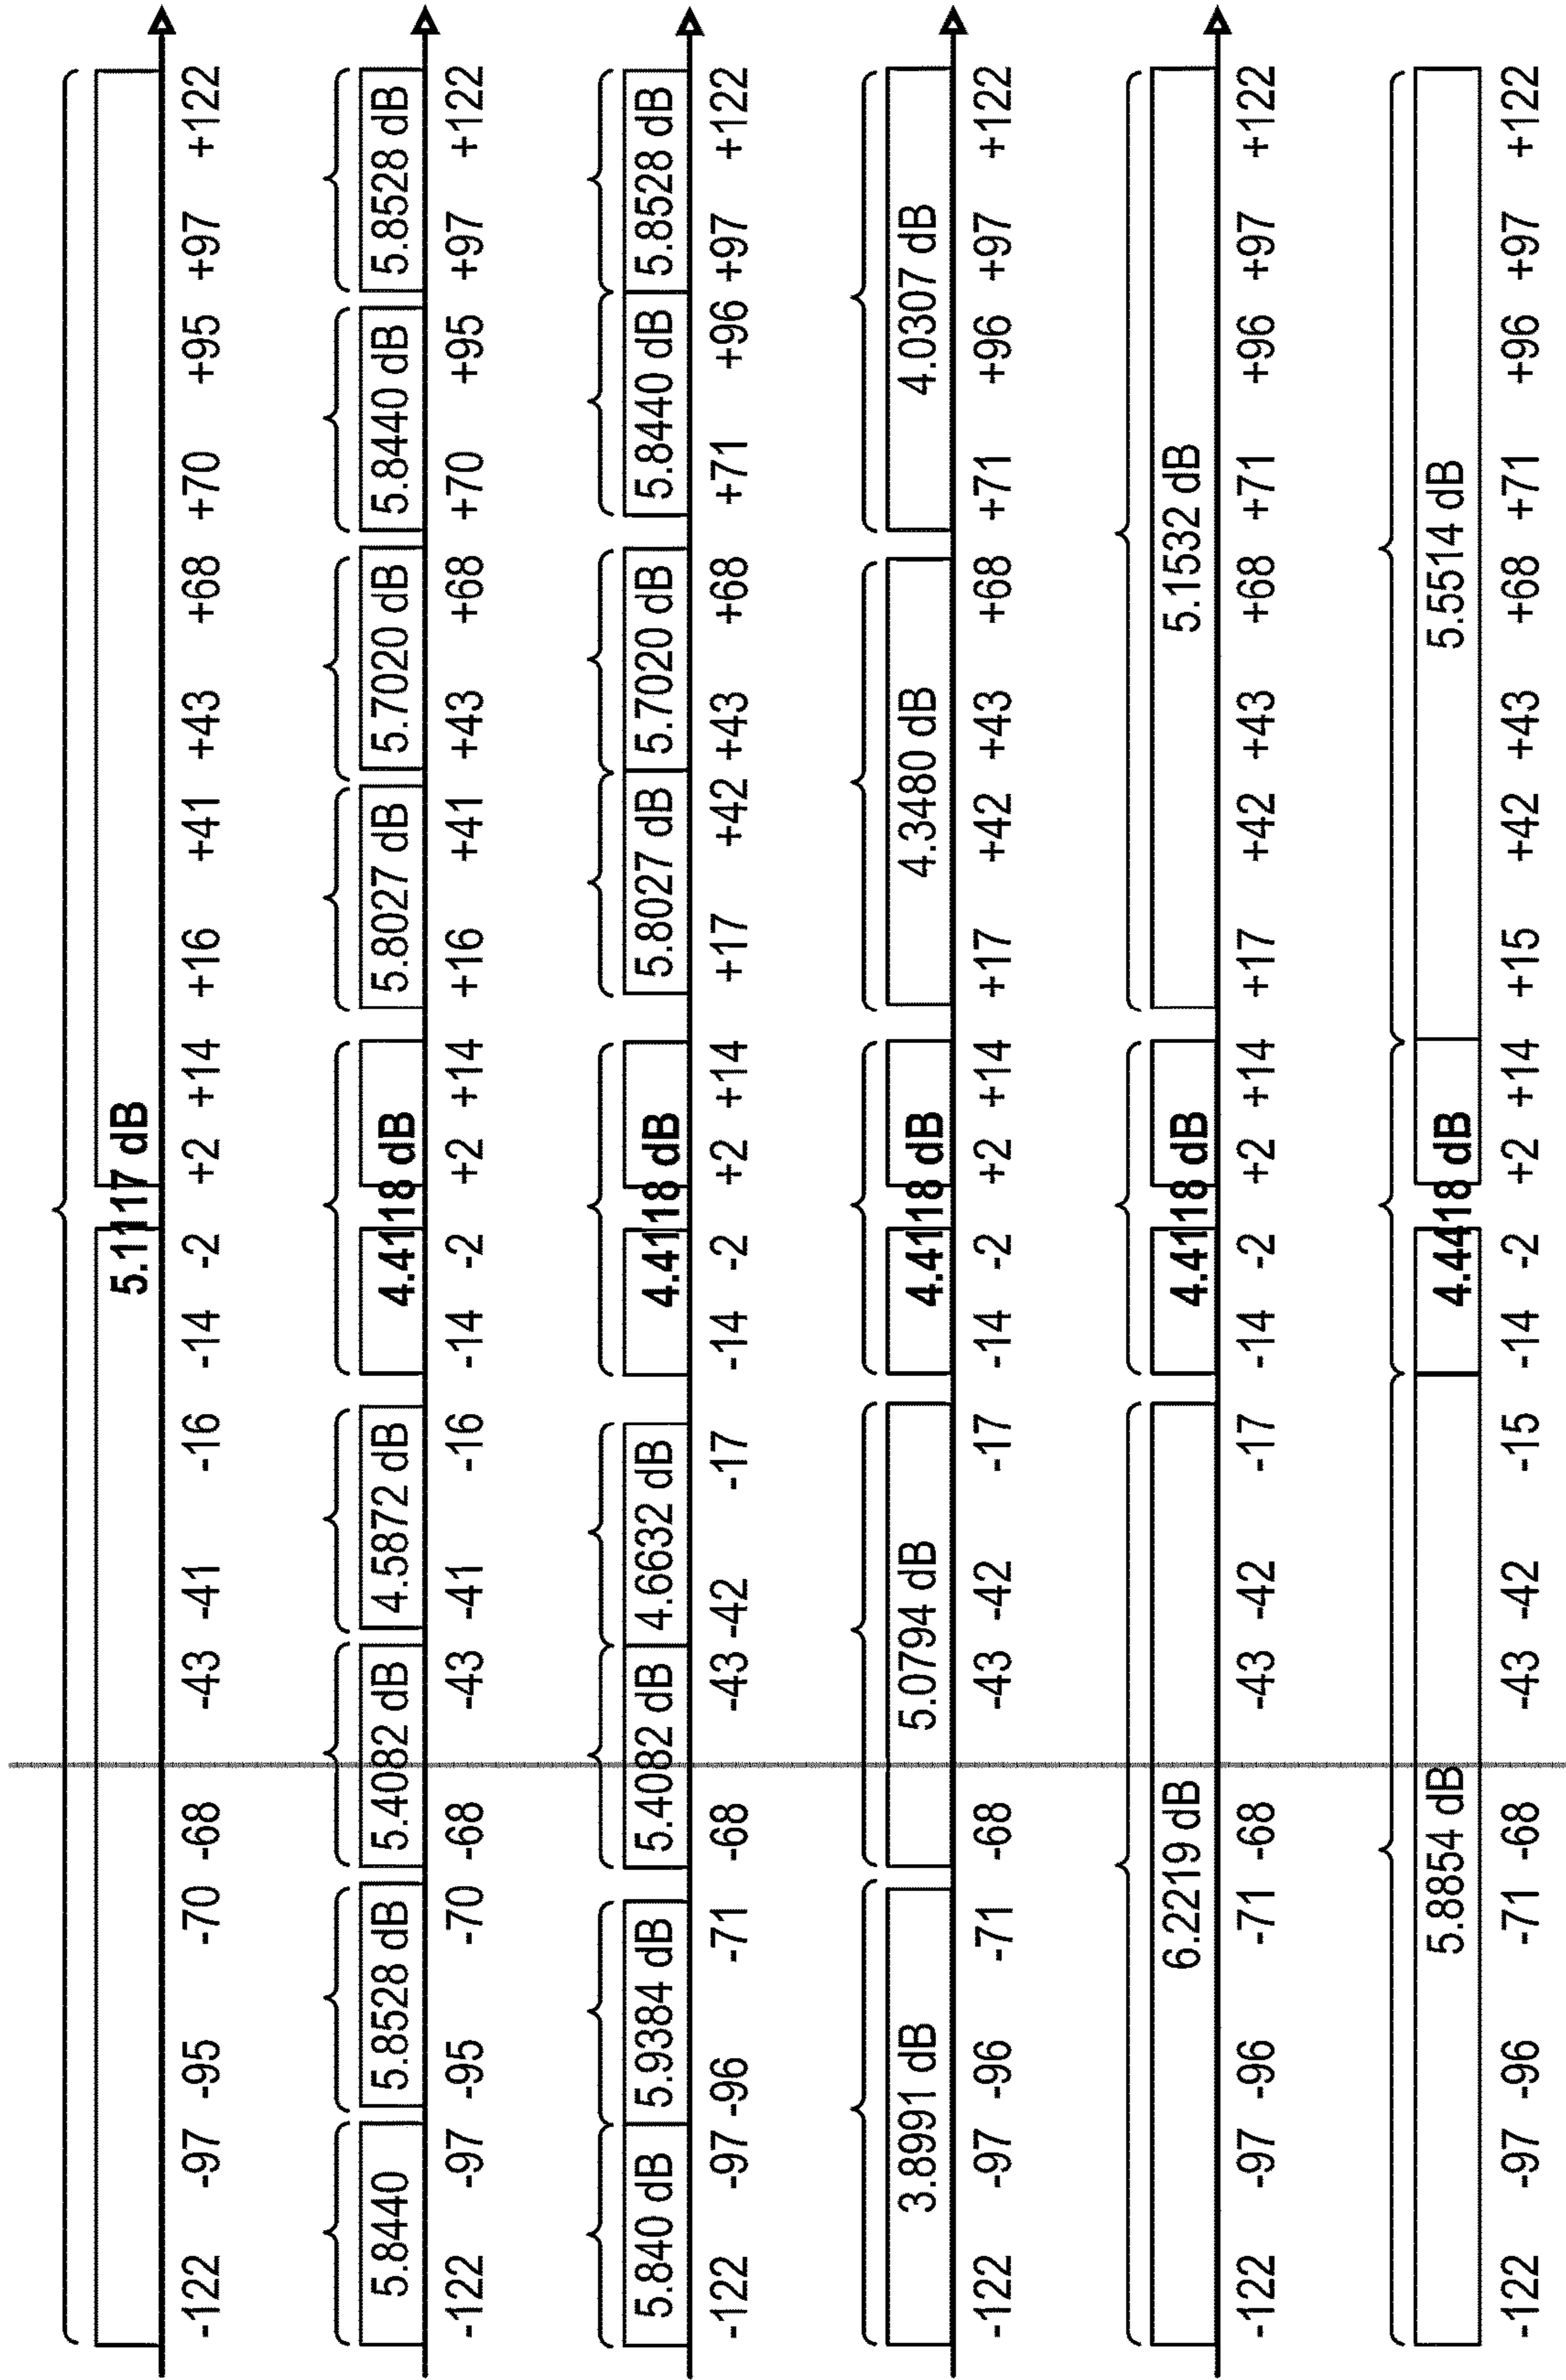 5.1117 dB
-122 -97 -95 -70 -68 -43 -41 -16 -14 -2 +2 +14 +16 +41 +43 +68 +70 +95 +97 +122
5.8440 5.8528 dB 5.4082 dB 4.5872 dB 4.4118 dB 5.8027 dB 5.7020 dB 5.8440 dB 5.8528 dB
-122 -97 -95 -70 -68 -43 -41 -16 -14 -2 +2 +14 +16 +41 +43 +68 +70 +95 +97 +122
5.840 dB 5.9384 dB 5.4082 dB 4.6632 dB 4.4118 dB 5.8027 dB 5.7020 dB 5.8440 dB 5.8528 dB
-122 -97 -96 -71 -68 -43 -42 -17 -14 -2 +2 +14 +17 +42 +43 +68 +71 +96 +97 +122
3.8991 dB 5.0794 dB 4.4118 dB 4.3480 dB 4.0307 dB
-122 -97 -96 -71 -68 -43 -42 -17 -14 -2 +2 +14 +17 +42 +43 +68 +71 +96 +97 +122
6.2219 dB 4.4118 dB 5.1532 dB
-122 -97 -96 -71 -68 -43 -42 -17 -14 -2 +2 +14 +17 +42 +43 +68 +71 +96 +97 +122
5.8854 dB 4.4418 dB 5.5514 dB
-122 -97 -96 -71 -68 -43 -42 -15 -14 -2 +2 +14 +15 +42 +43 +68 +71 +96 +97 +122